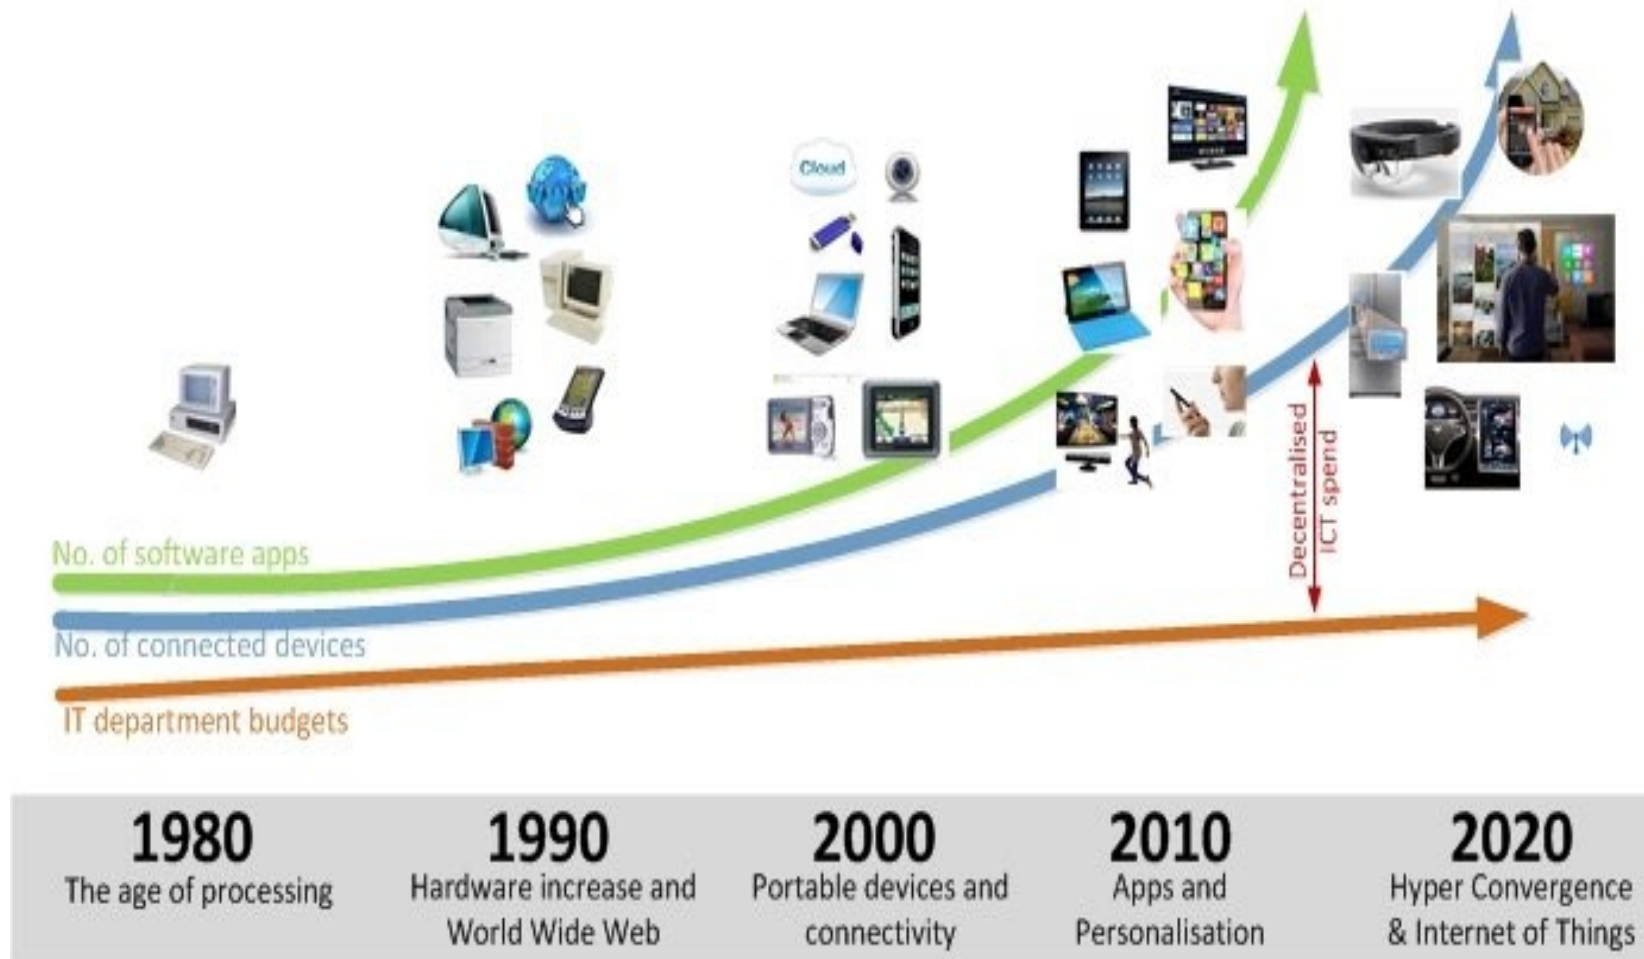 Cloud
No. of software apps
No. of connected devices
IT department budgets
Decentralised
ICT spend
1980
The age of processing
1990
Hardware increase and
World Wide Web
2000
Portable devices and
connectivity
2010
Apps and
Personalisation
2020
Hyper Convergence
& Internet of Things